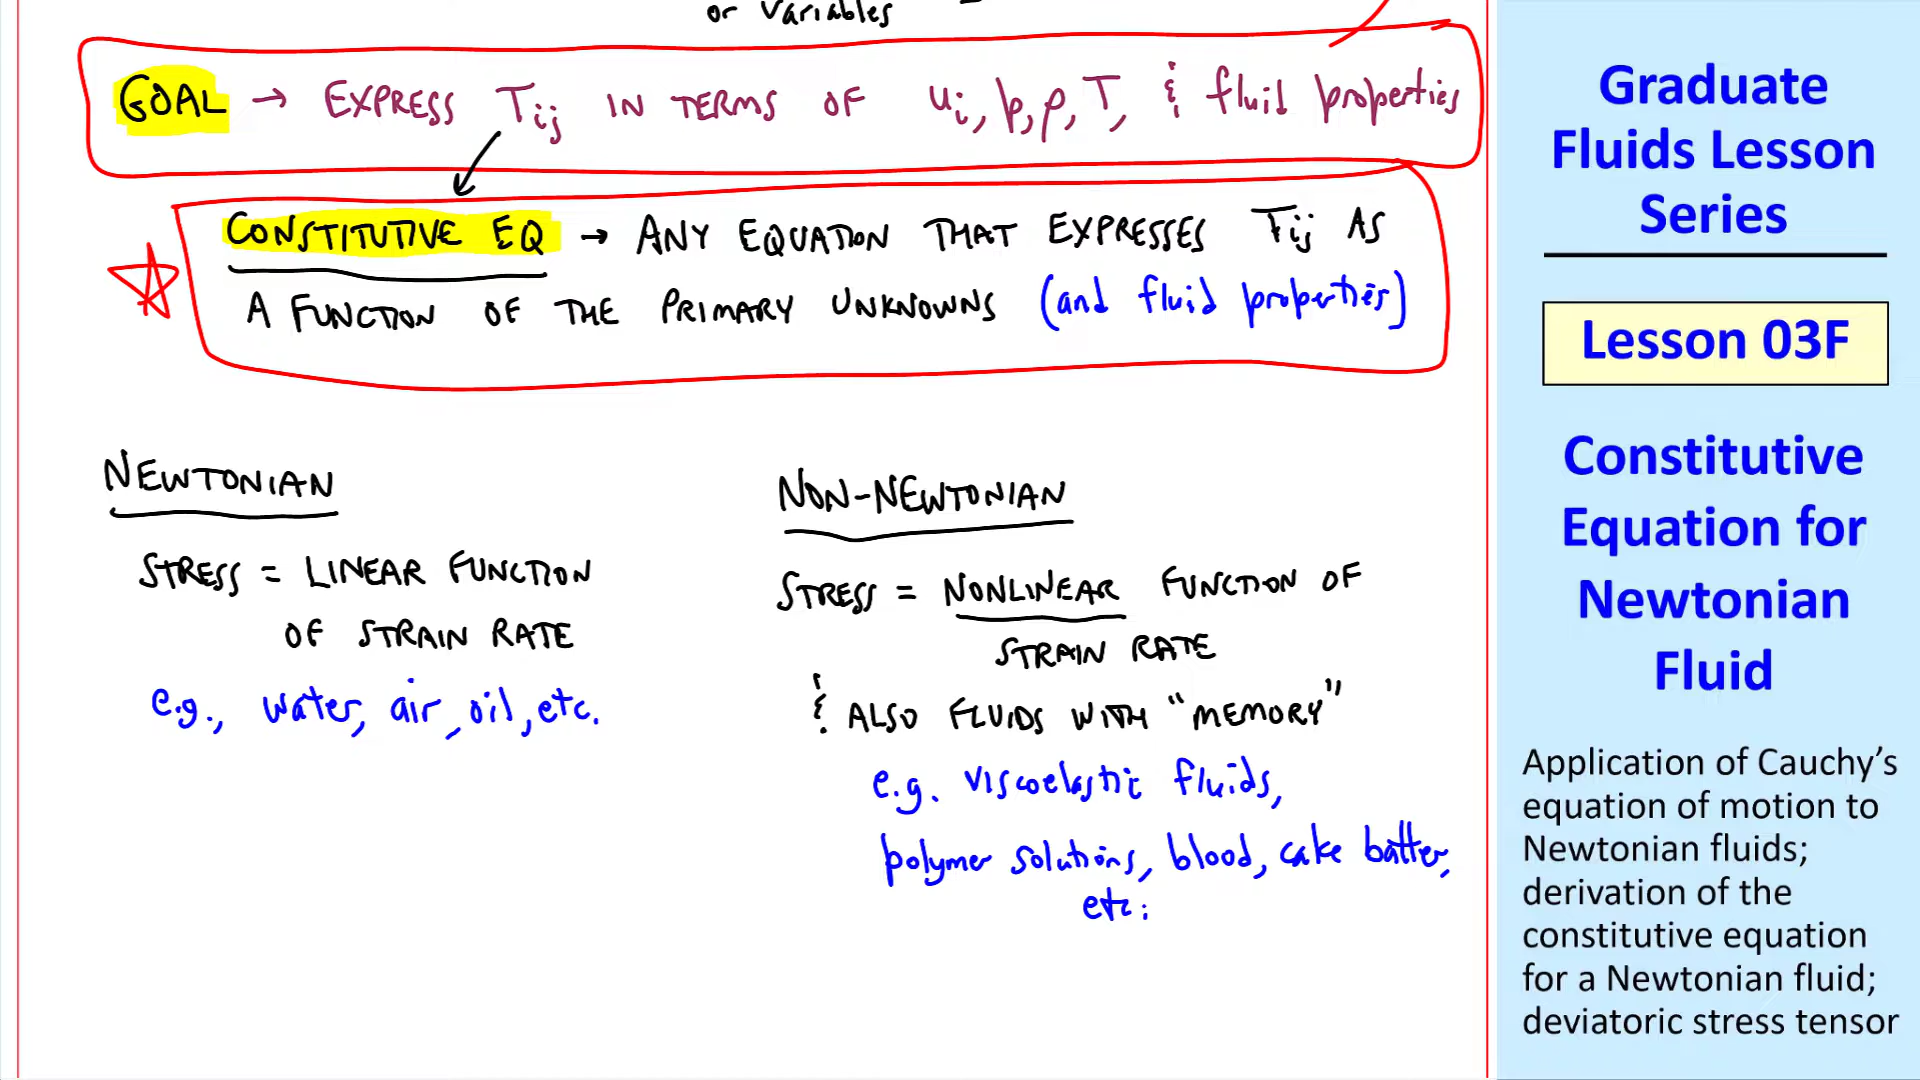 or variables
GOAL → EXPRESS Tij IN TERMS OF ui, p, ρ, T, & fluid properties
CONSTITUTIVE EQ → ANY EQUATION THAT EXPRESSES Tij AS
A FUNCTION OF THE PRIMARY UNKNOWNS (and fluid properties)
NEWTONIAN
STRESS = LINEAR FUNCTION
OF STRAIN RATE
e.g., water, air, oil, etc.
NON-NEWTONIAN
STRESS = NONLINEAR FUNCTION OF
STRAIN RATE
& ALSO FLUIDS WITH "MEMORY"
e.g. viscoelastic fluids,
polymer solutions, blood, cake batter,
etc.
Graduate
Fluids Lesson
Series
Lesson 03F
Constitutive
Equation for
Newtonian
Fluid
Application of Cauchy’s
equation of motion to
Newtonian fluids;
derivation of the
constitutive equation
for a Newtonian fluid;
deviatoric stress tensor